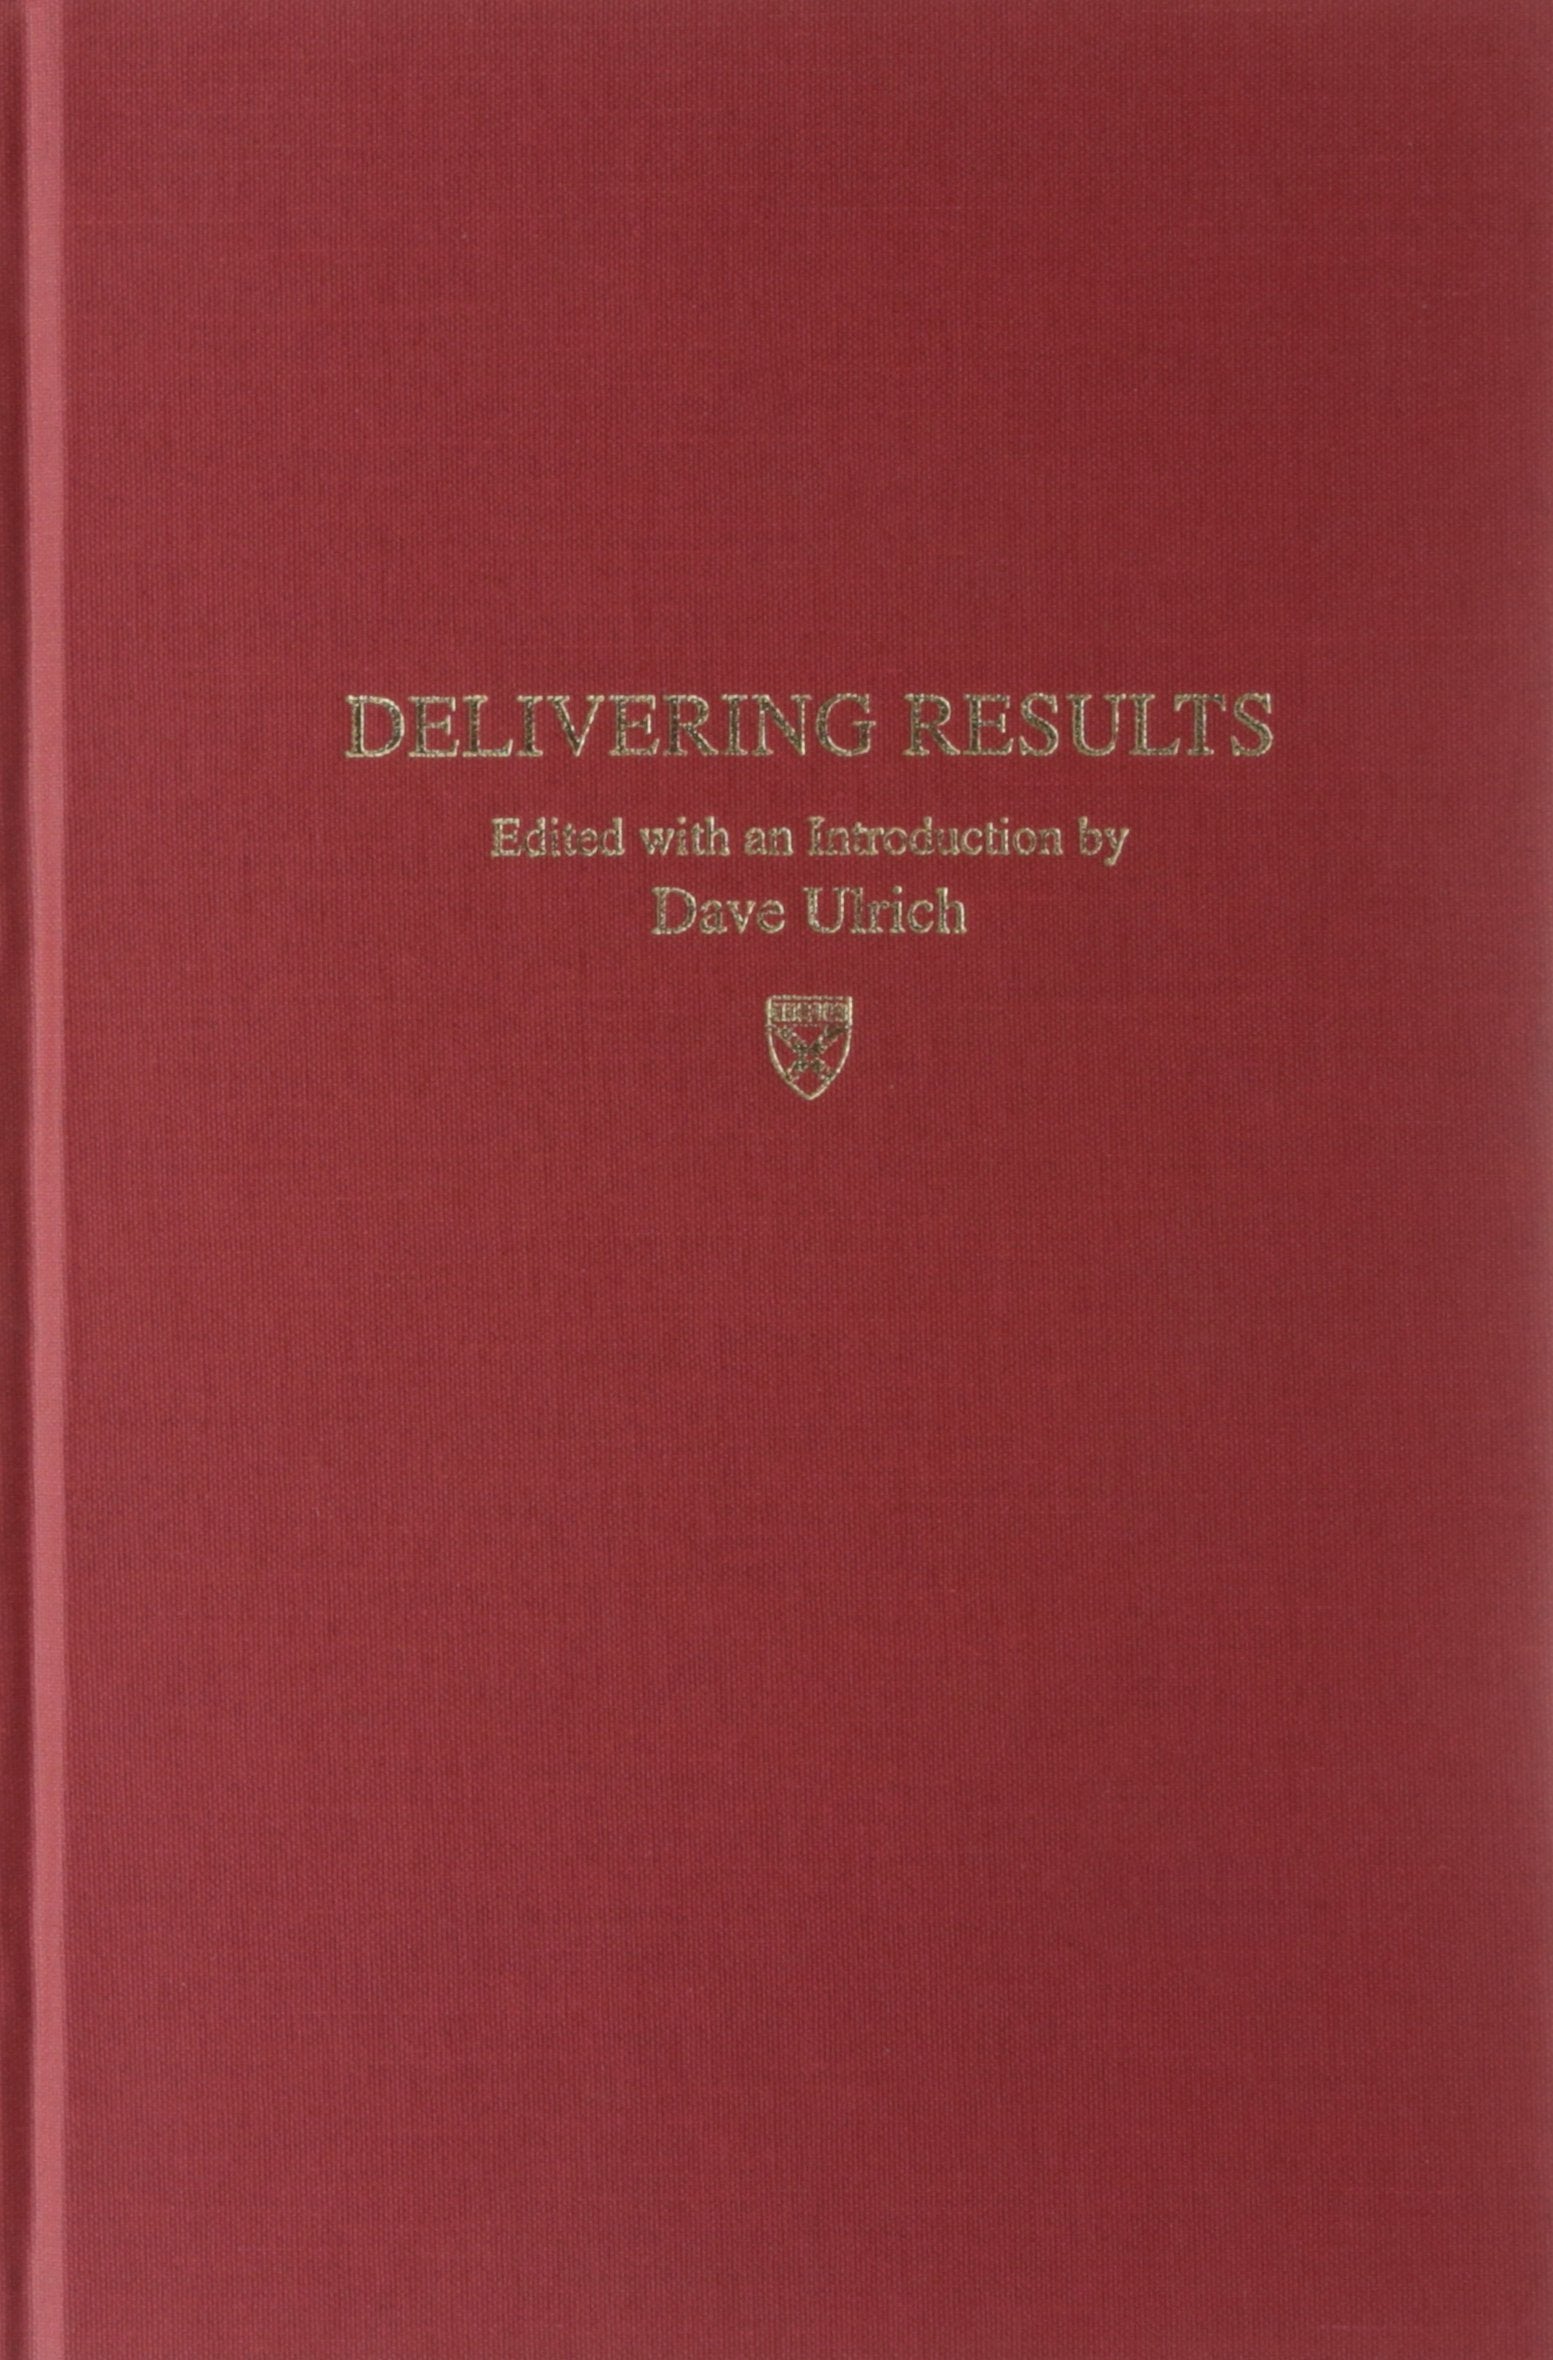 DELIVERING RESULTS
Edited with an Introduction by
Dave Ulrich